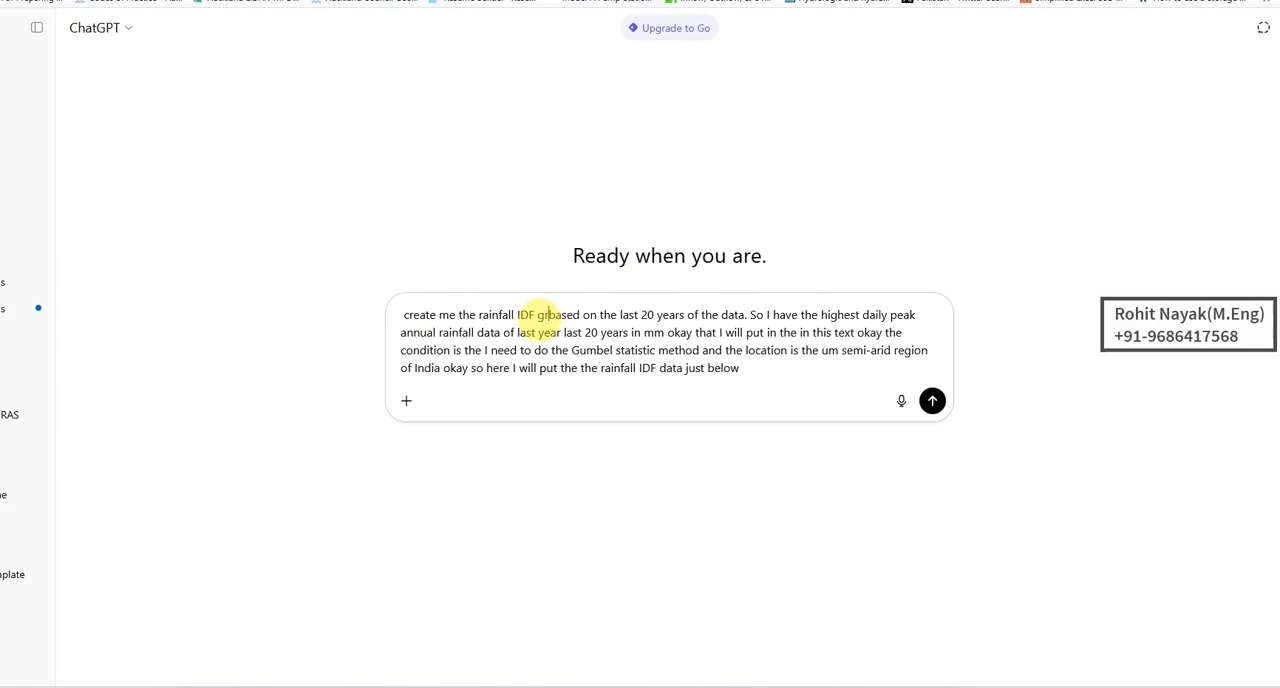 ChatGPT
Upgrade to Go
Ready when you are.
create me the rainfall IDF grbased on the last 20 years of the data. So I have the highest daily peak
annual rainfall data of last year last 20 years in mm okay that I will put in the in this text okay the
condition is the I need to do the Gumbel statistic method and the location is the um semi-arid region
of India okay so here I will put the the rainfall IDF data just below
Rohit Nayak(M.Eng)
+91-9686417568
s
s
RAS
ne
nplate